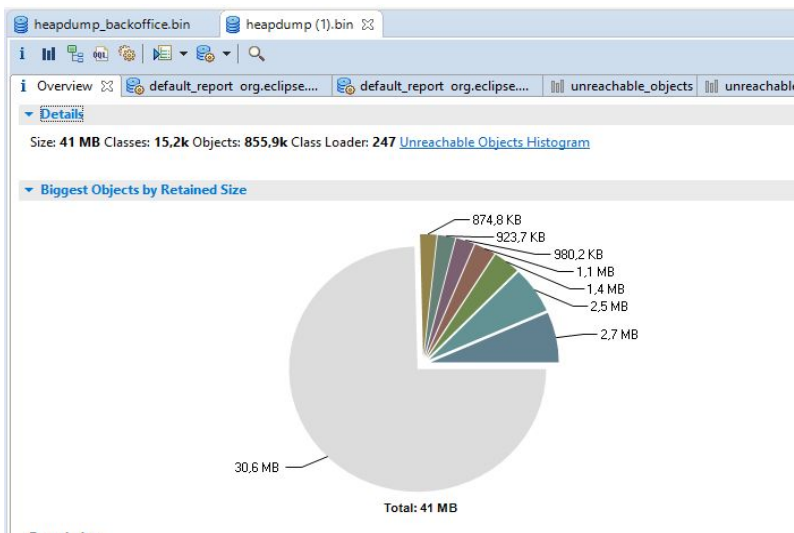 heapdump_backoffice.bin heapdump (1).bin
i OQL
i Overview default_report org.eclipse.... default_report org.eclipse.... unreachable_objects unreachable
Details
Size: 41 MB Classes: 15,2k Objects: 855,9k Class Loader: 247 Unreachable Objects Histogram
Biggest Objects by Retained Size
874,8 KB
923,7 KB
980,2 KB
1,1 MB
1,4 MB
2,5 MB
2,7 MB
30,6 MB
Total: 41 MB